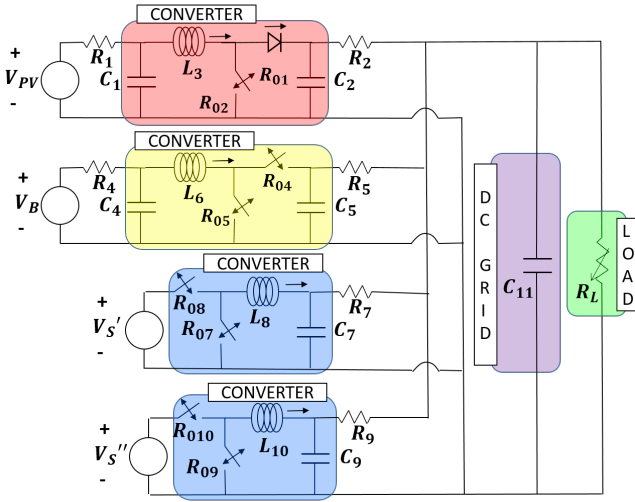 CONVERTER
+
V_PV
-
R_1
C_1
L_3
R_02
R_01
C_2
R_2
CONVERTER
+
V_B
-
R_4
C_4
L_6
R_05
R_04
C_5
R_5
CONVERTER
+
V_S'
-
R_08
R_07
L_8
C_7
R_7
CONVERTER
+
V_S''
-
R_010
R_09
L_10
C_9
R_9
DC GRID
C_11
R_L
LOAD